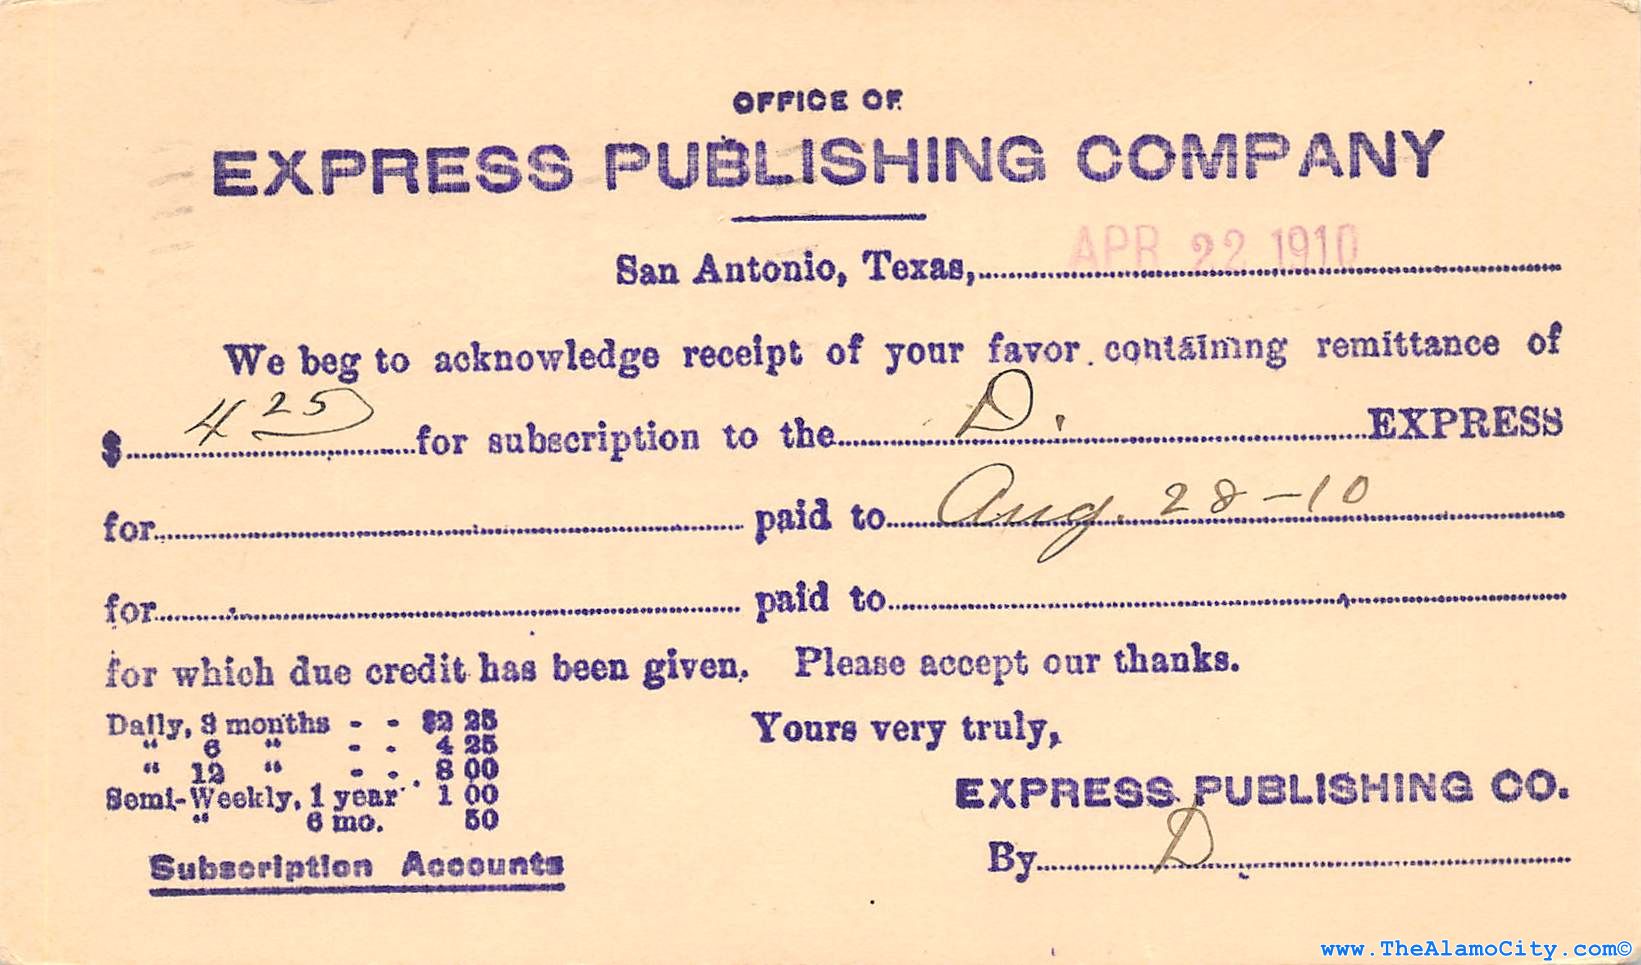 OFFICE OF
EXPRESS PUBLISHING COMPANY
San Antonio, Texas, APR 22 1910
We beg to acknowledge receipt of your favor containing remittance of
$ 4 25 for subscription to the D. EXPRESS
for paid to Aug. 28-10
for paid to
for which due credit has been given. Please accept our thanks.
Daily, 3 months - - $2 25
" 6 " - - 4 25
" 12 " - - 8 00
Semi-Weekly, 1 year 1 00
" 6 mo. 50
Subscription Accounts
Yours very truly,
EXPRESS PUBLISHING CO.
By D
www.TheAlamoCity.com©